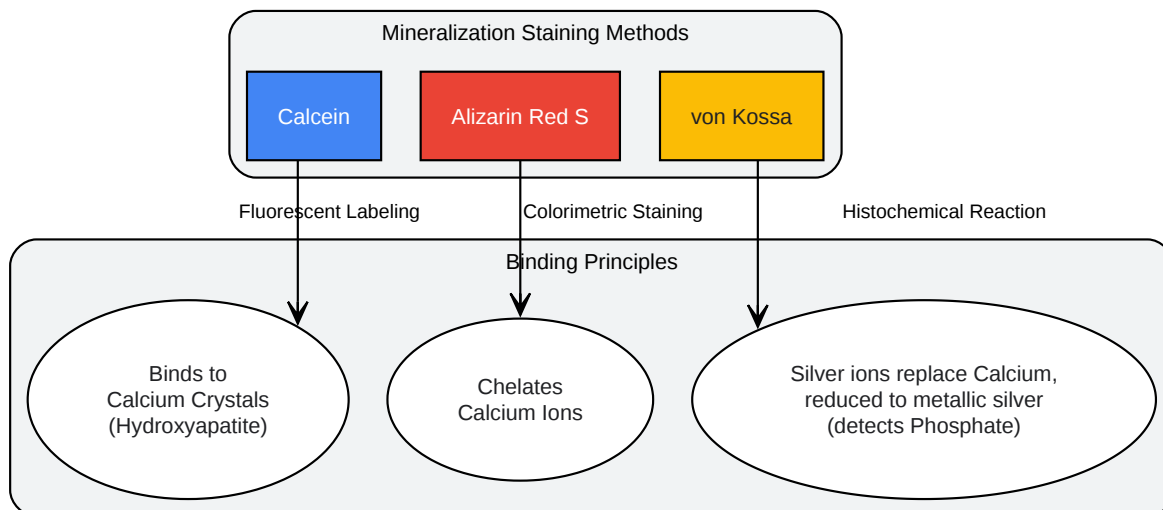 Mineralization Staining Methods
Calcein
Alizarin Red S
von Kossa
Fluorescent Labeling
Colorimetric Staining
Histochemical Reaction
Binding Principles
Binds to
Calcium Crystals
(Hydroxyapatite)
Chelates
Calcium Ions
Silver ions replace Calcium,
reduced to metallic silver
(detects Phosphate)